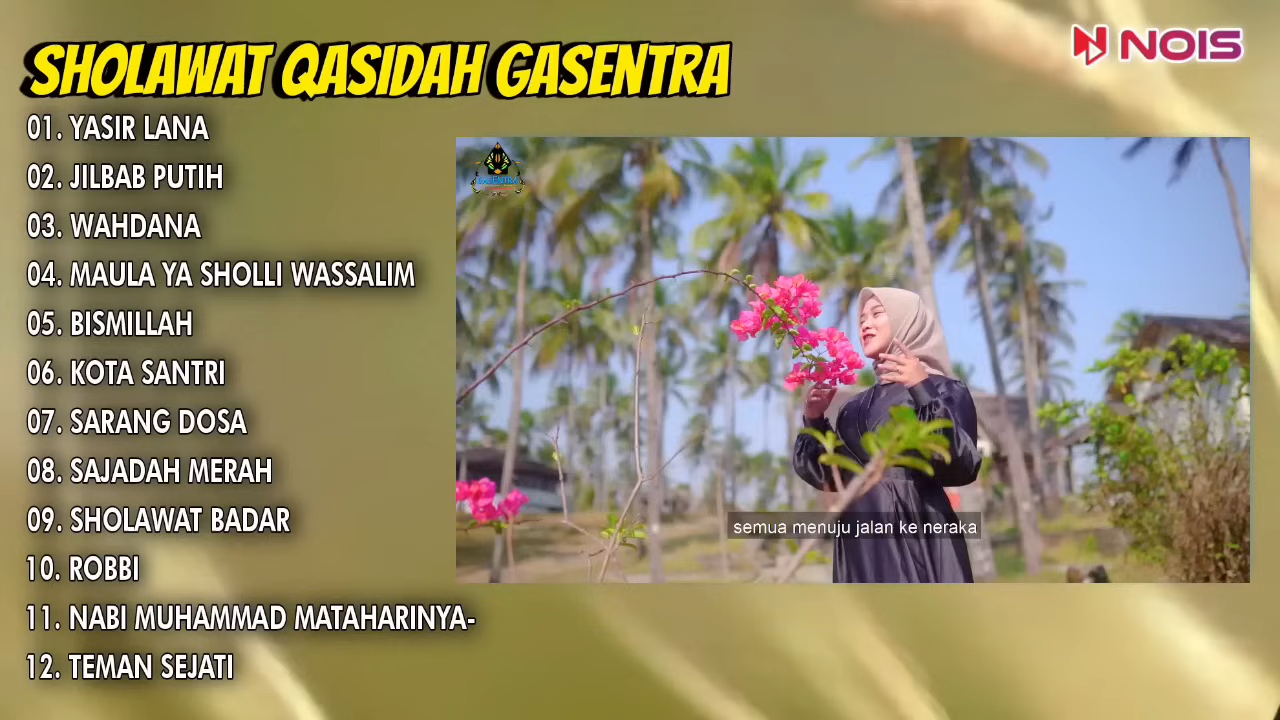 SHOLAWAT QASIDAH GASENTRA
NOIS
01. YASIR LANA
02. JILBAB PUTIH
03. WAHDANA
04. MAULA YA SHOLLI WASSALIM
05. BISMILLAH
06. KOTA SANTRI
07. SARANG DOSA
08. SAJADAH MERAH
09. SHOLAWAT BADAR
10. ROBBI
11. NABI MUHAMMAD MATAHARINYA-
12. TEMAN SEJATI
GASENTRA
semua menuju jalan ke neraka